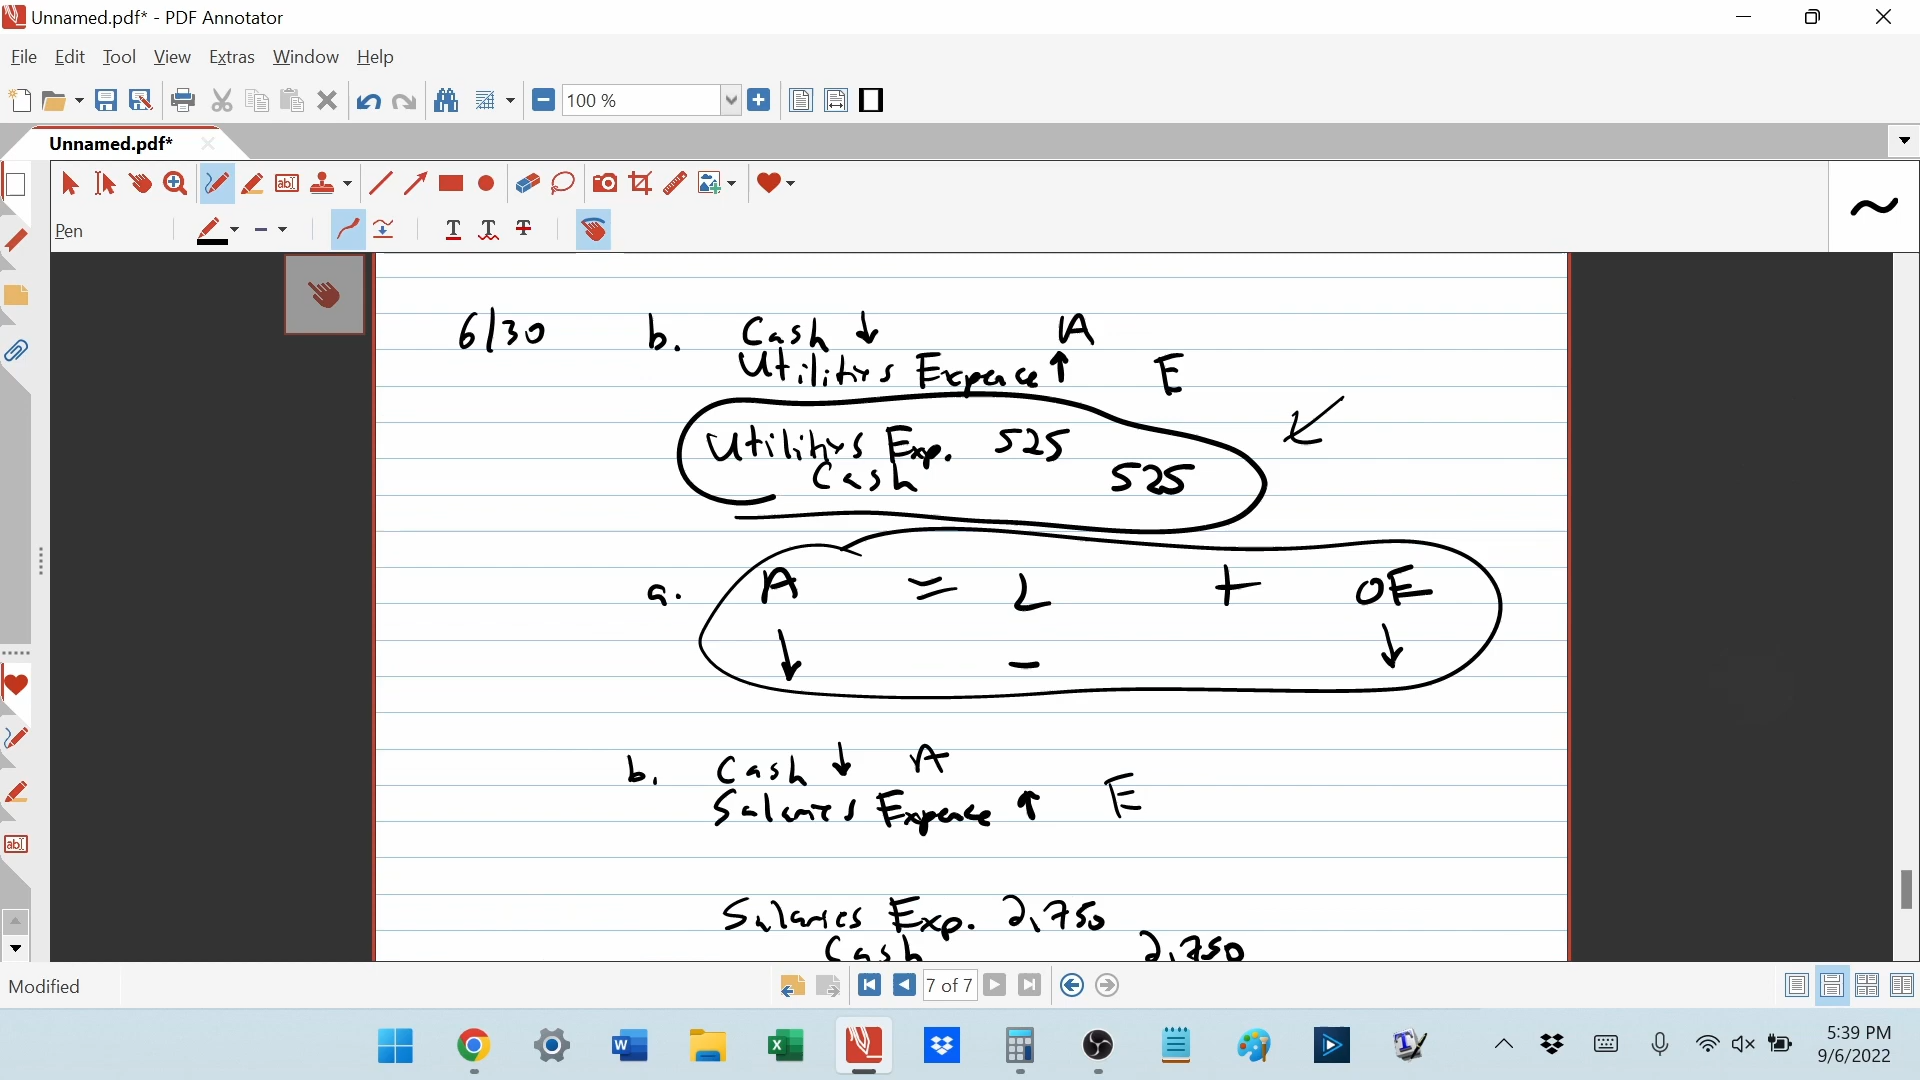 Unnamed.pdf* - PDF Annotator
File Edit Tool View Extras Window Help
100 %
Unnamed.pdf*
Pen
6/30 b. Cash ↓ A
Utilities Expense ↑ E
Utilities Exp. 525
Cash 525
a. A = L + OE
↓ - ↓
b. Cash ↓ A
Salaries Expense ↑ E
Salaries Exp. 2,750
Cash 2,750
Modified
7 of 7
5:39 PM
9/6/2022